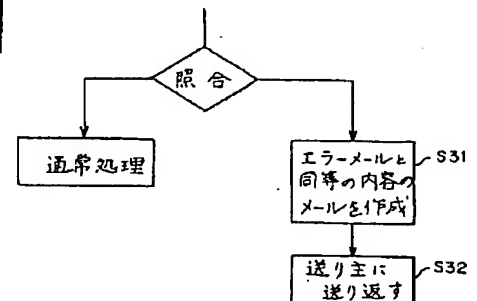 照合
通常処理
エラーメールと
同等の内容の
メールを作成
S31
送り主に
送り返す
S32